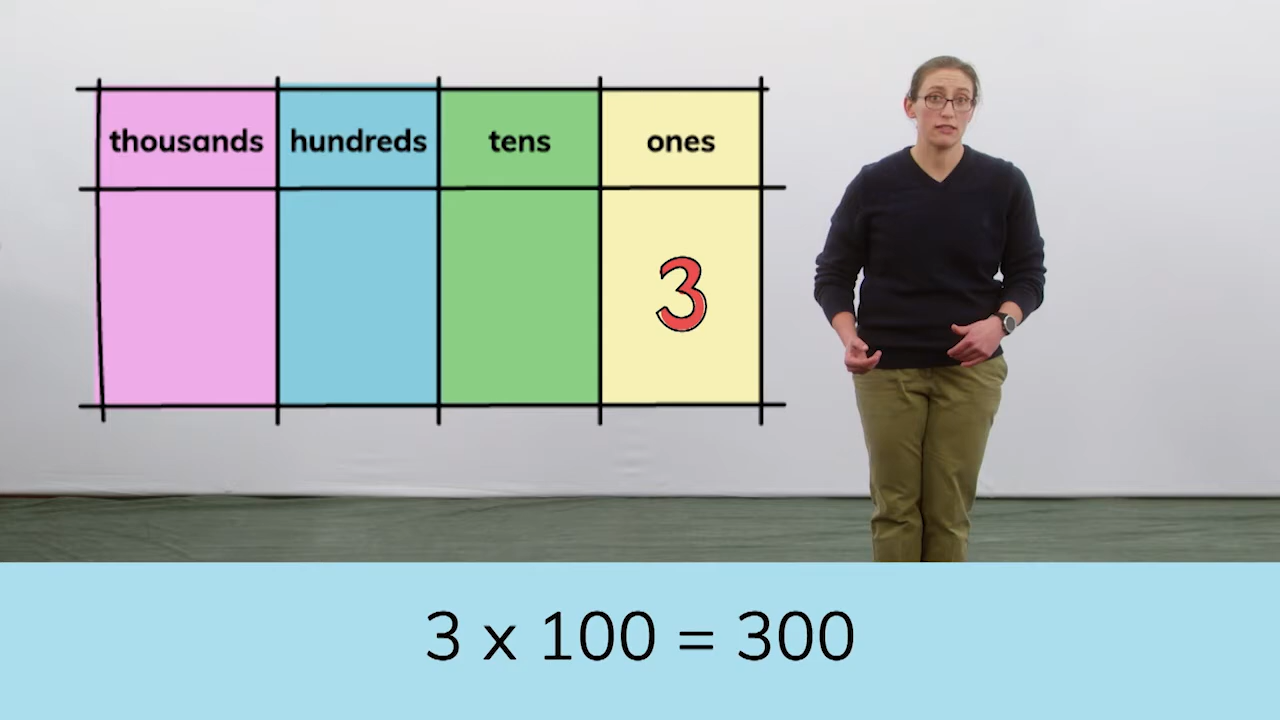 thousands hundreds tens ones
3
3 x 100 = 300